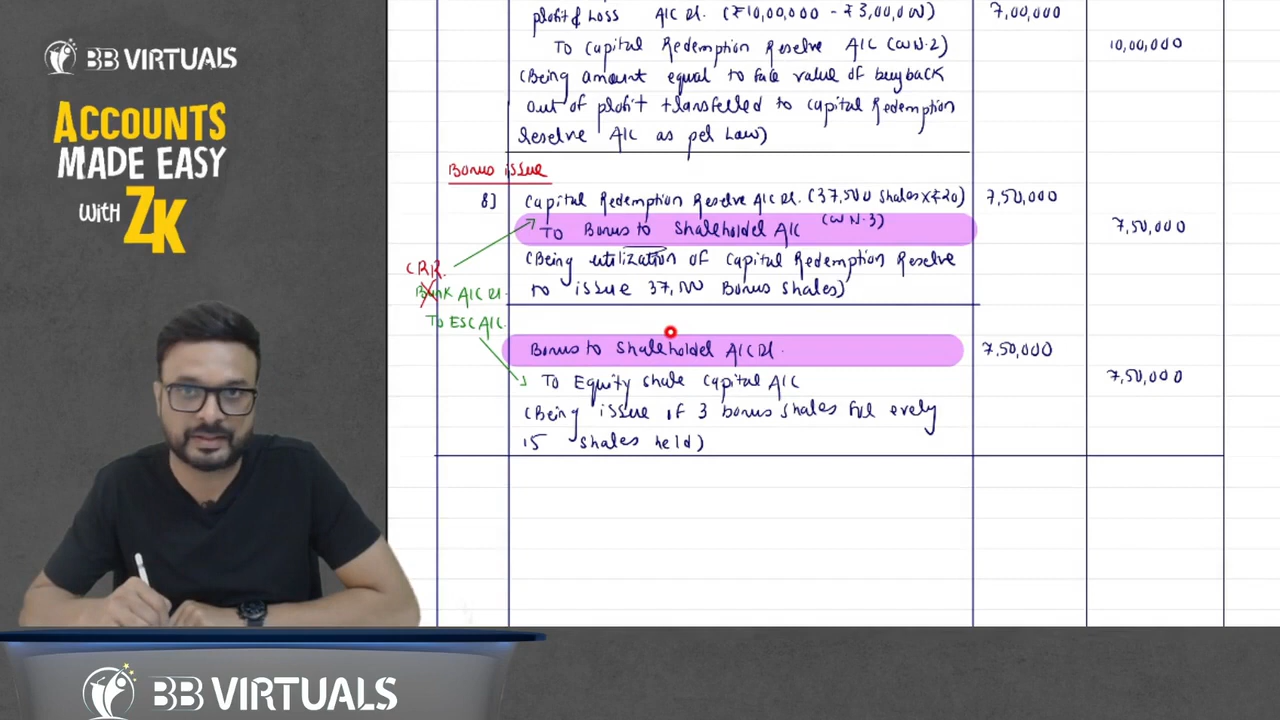 BB VIRTUALS
ACCOUNTS
MADE EASY
with ZK
profit & Loss A/C Dr. (₹10,00,000 - ₹3,00,000) 7,00,000
To Capital Redemption Reserve A/C (WN-2) 10,00,000
(Being amount equal to face value of buyback
out of profit transferred to Capital Redemption
Reserve A/C as per Law)
Bonus issue
8] Capital Redemption Reserve A/C Dr. (37,500 shares x ₹20) 7,50,000
To Bonus to Shareholder A/C (WN-3) 7,50,000
(Being utilization of Capital Redemption Reserve
to issue 37,500 Bonus shares)
CRR
Bank A/C Dr.
To ESC A/C.
Bonus to Shareholder A/C Dr. 7,50,000
To Equity share Capital A/C 7,50,000
(Being issue of 3 bonus shares for every
15 shares held)
BB VIRTUALS